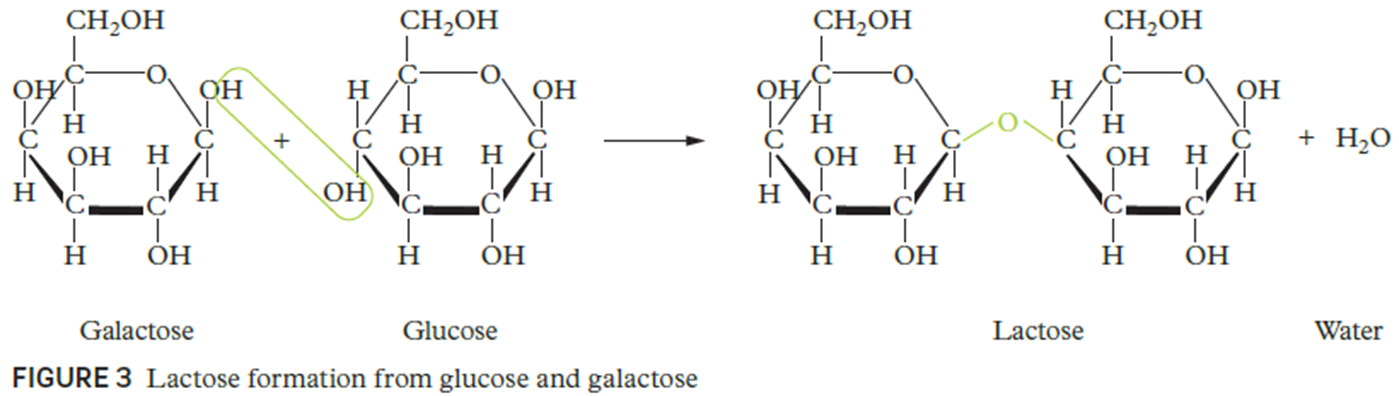 CH₂OH CH₂OH CH₂OH CH₂OH
C O C O C O C O
OH H OH H H OH OH H H H OH
C OH H C + C OH H C C OH H C O C OH H C + H₂O
H C C H OH C C H H C C H C C H
H OH H OH H OH H OH
Galactose Glucose Lactose Water
FIGURE 3 Lactose formation from glucose and galactose